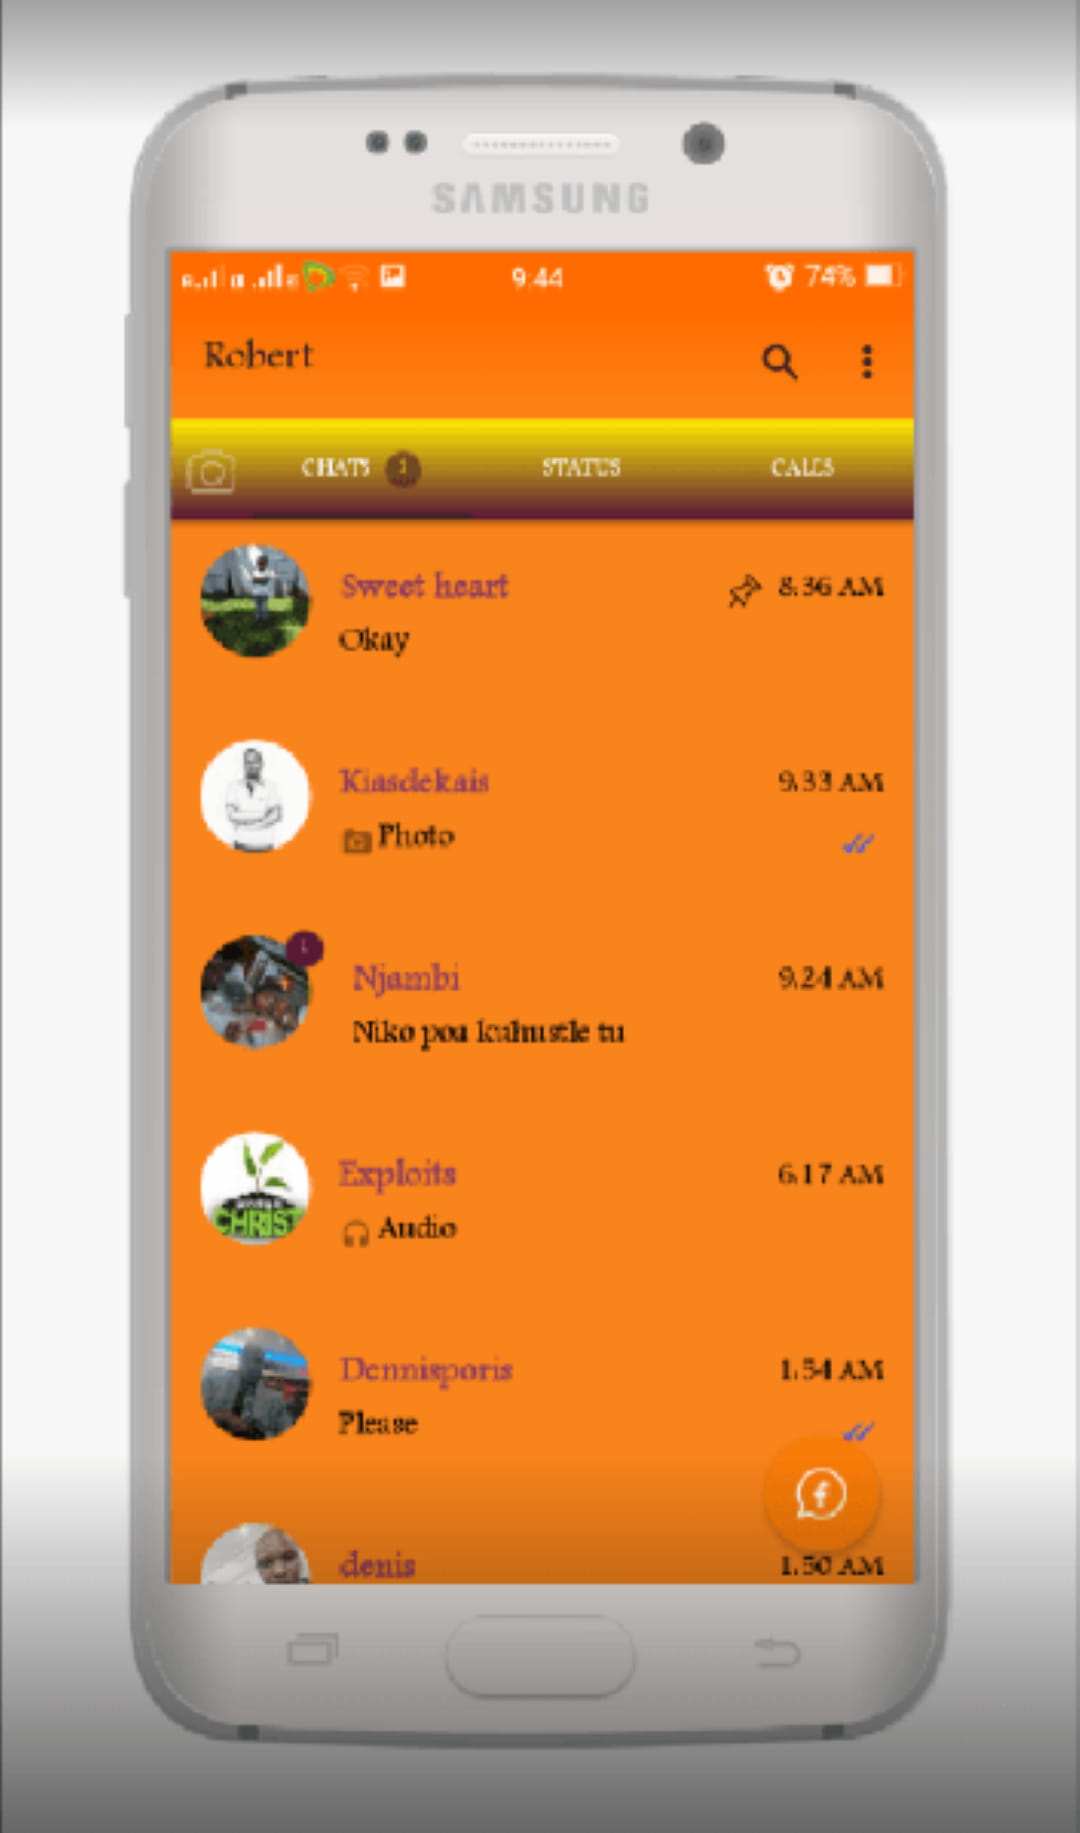 SAMSUNG
9:44 74%
Robert
CHATS 1 STATUS CALLS
Sweet heart 8:36 AM
Okay
Kiasdekais 9:33 AM
Photo
1
Njambi 9:24 AM
Niko poa kuhustle tu
Exploits 6:17 AM
CHRIST
Audio
Dennisporis 1:54 AM
Please
denis 1:50 AM